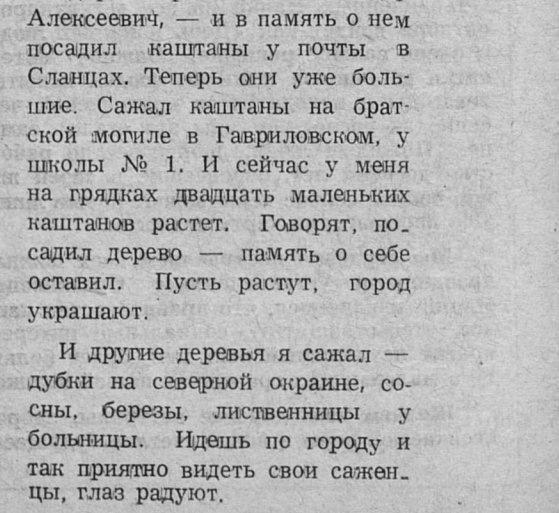 Алексеевич, — и в память о нем
посадил каштаны у почты в
Сланцах. Теперь они уже боль-
шие. Сажал каштаны на брат-
ской могиле в Гавриловском, у
школы № 1. И сейчас у меня
на грядках двадцать маленьких
каштанов растет. Говорят, по-
садил дерево — память о себе
оставил. Пусть растут, город
украшают.
И другие деревья я сажал —
дубки на северной окраине, со-
сны, березы, лиственницы у
больницы. Идешь по городу и
так приятно видеть свои сажен-
цы, глаз радуют.